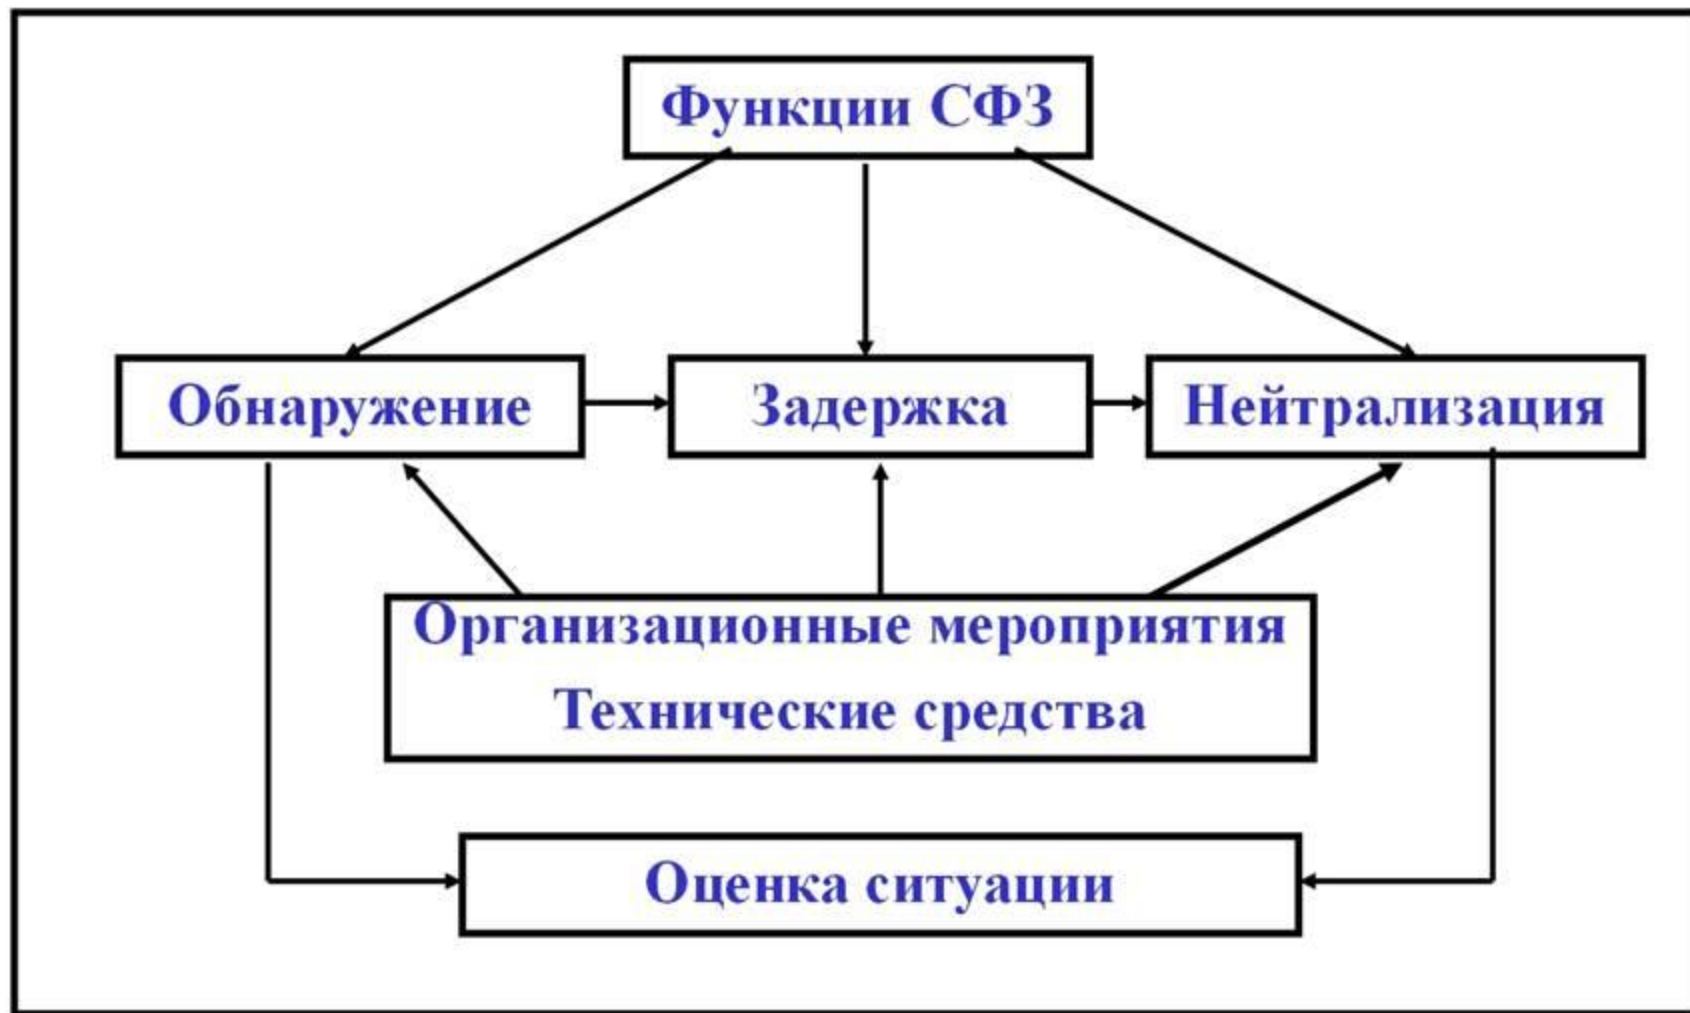 Функции СФЗ
Обнаружение
Задержка
Нейтрализация
Организационные мероприятия
Технические средства
Оценка ситуации